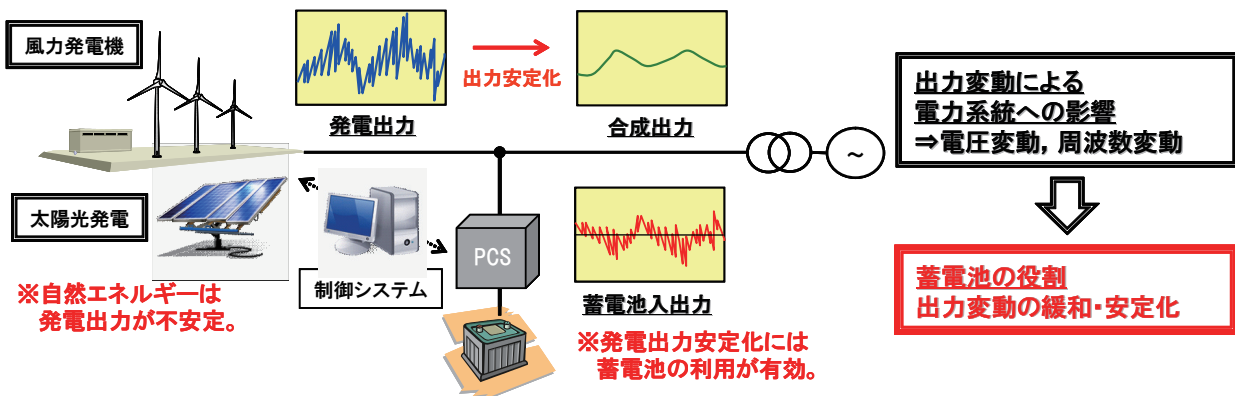 風力発電機
出力安定化
発電出力
合成出力
出力変動による
電力系統への影響
⇒電圧変動，周波数変動
~
太陽光発電
PCS
制御システム
※自然エネルギーは
発電出力が不安定。
蓄電池入出力
※発電出力安定化には
蓄電池の利用が有効。
蓄電池の役割
出力変動の緩和・安定化